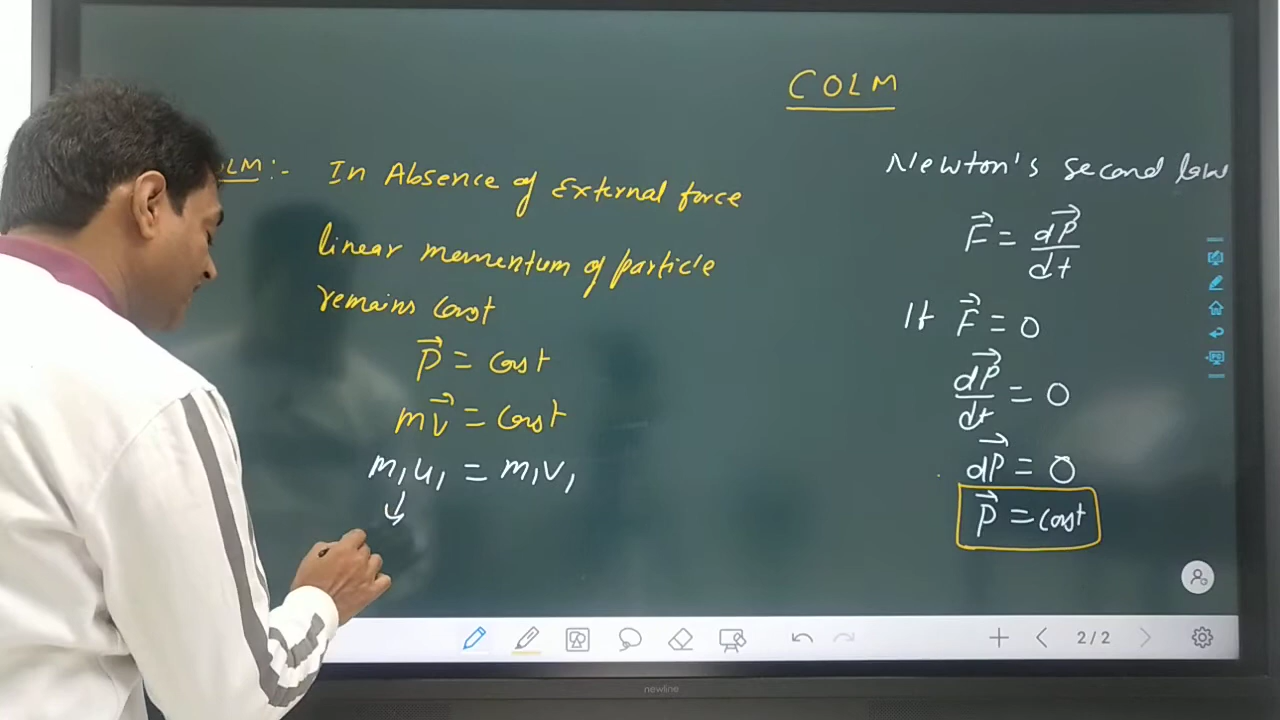 COLM
OLM :- In Absence of External force
linear momentum of particle
remains Const
P⃗ = Const
mv⃗ = Const
m₁u₁ = m₁v₁
↓
Newton's second law
F⃗ = dP⃗/dt
If F⃗ = 0
dP⃗/dt = 0
dP⃗ = 0
P⃗ = Const
2/2
newline